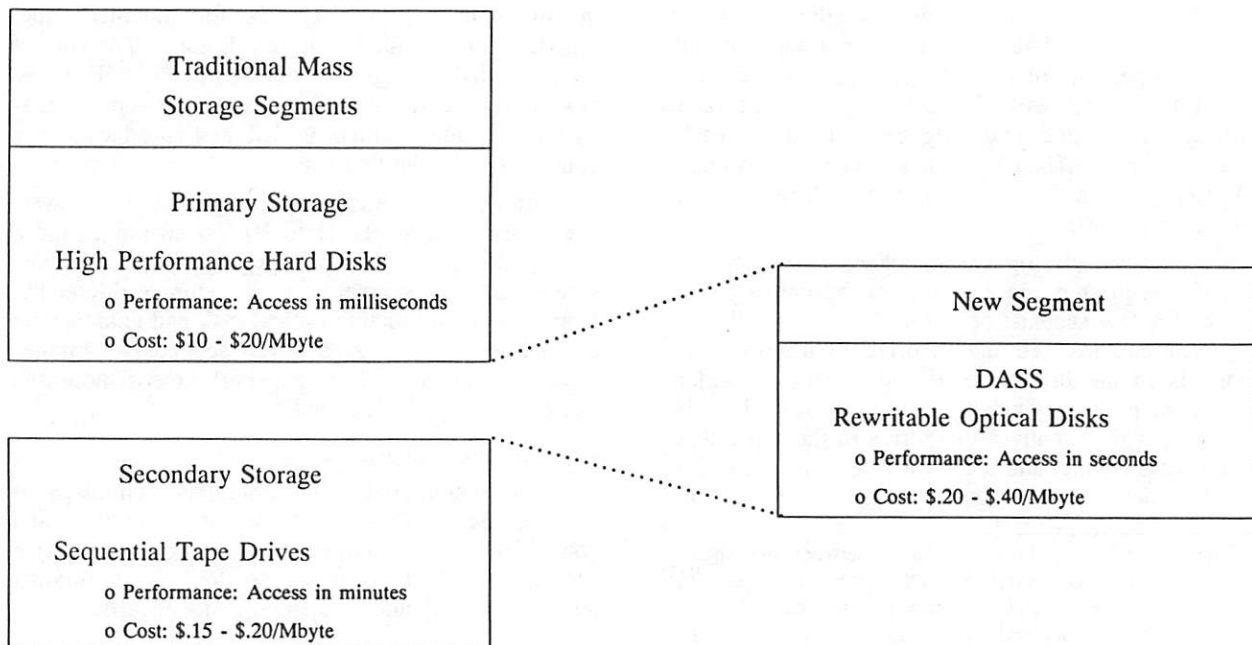 Traditional Mass
Storage Segments
Primary Storage
High Performance Hard Disks
o Performance: Access in milliseconds
o Cost: $10 - $20/Mbyte
Secondary Storage
Sequential Tape Drives
o Performance: Access in minutes
o Cost: $.15 - $.20/Mbyte
New Segment
DASS
Rewritable Optical Disks
o Performance: Access in seconds
o Cost: $.20 - $.40/Mbyte